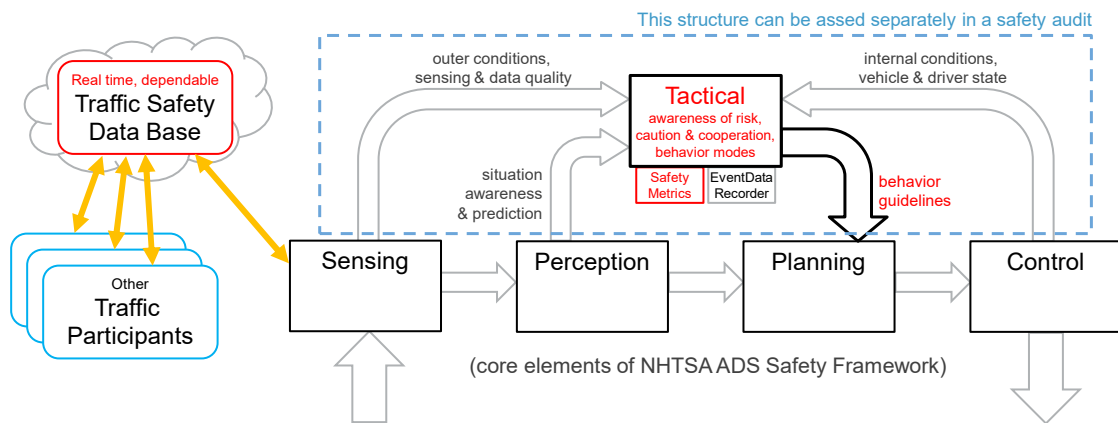 This structure can be assed separately in a safety audit
Real time, dependable
Traffic Safety
Data Base
outer conditions,
sensing & data quality
Tactical
awareness of risk,
caution & cooperation,
behavior modes
internal conditions,
vehicle & driver state
Safety
Metrics
EventData
Recorder
situation
awareness
& prediction
behavior
guidelines
Other
Traffic
Participants
Sensing
Perception
Planning
Control
(core elements of NHTSA ADS Safety Framework)